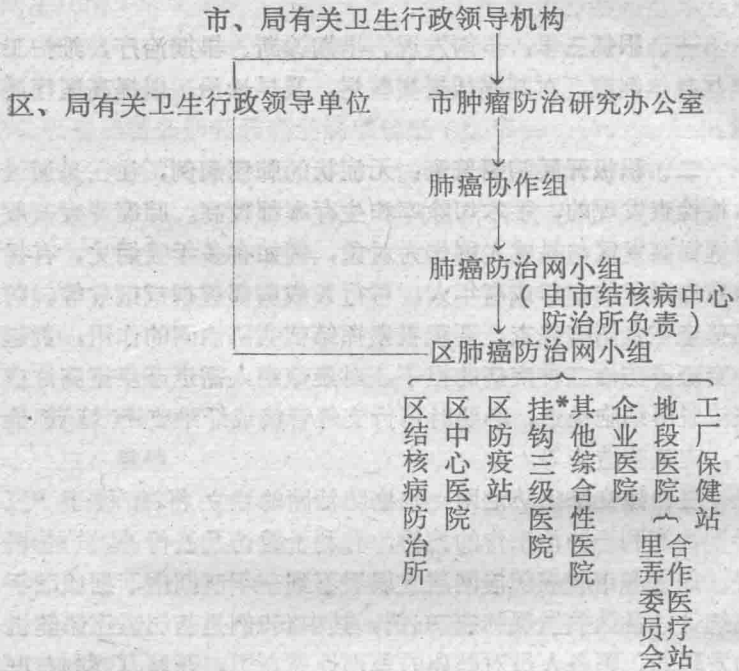 市、局有关卫生行政领导机构
区、局有关卫生行政领导单位
市肿瘤防治研究办公室
肺癌协作组
肺癌防治网小组
（由市结核病中心
防治所负责）
区肺癌防治网小组
区结核病防治所
区中心医院
区防疫站
挂钩三级医院
*其他综合性医院
企业医院
地段医院
合作医疗站
里弄委员会
工厂保健站